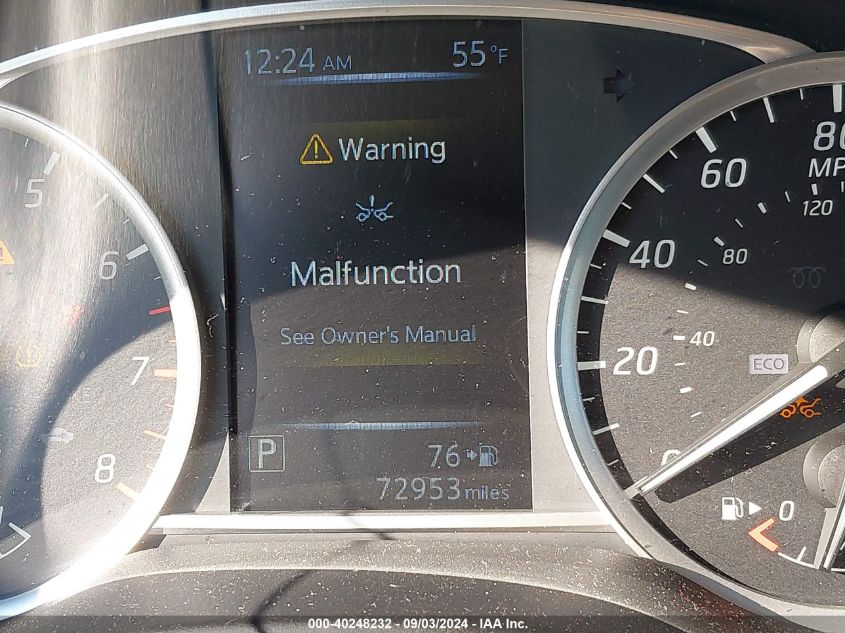 12:24 AM 55°F
Warning
Malfunction
See Owner's Manual
P 76
72953 miles
5
6
7
8
80
60
120
40 80
40
20
ECO
0
000-40248232 - 09/03/2024 - IAA Inc.